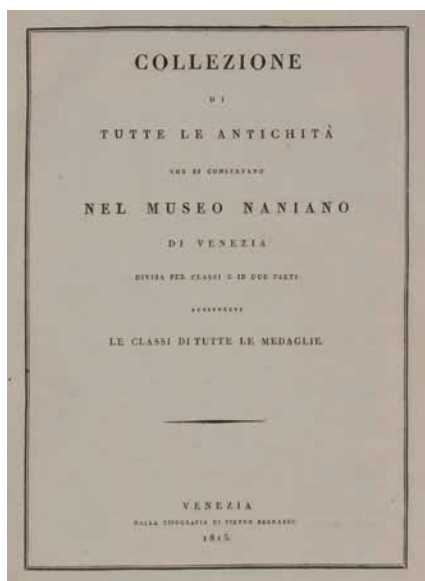 COLLEZIONE
DI
TUTTE LE ANTICHITÀ
CHE SI CONSERVANO
NEL MUSEO NANIANO
DI VENEZIA
DIVISA PER CLASSI E IN DUE PARTI
AGGIUNTEVI
LE CLASSI DI TUTTE LE MEDAGLIE.
VENEZIA
DALLA TIPOGRAFIA DI PIETRO BERNARDI
1815.